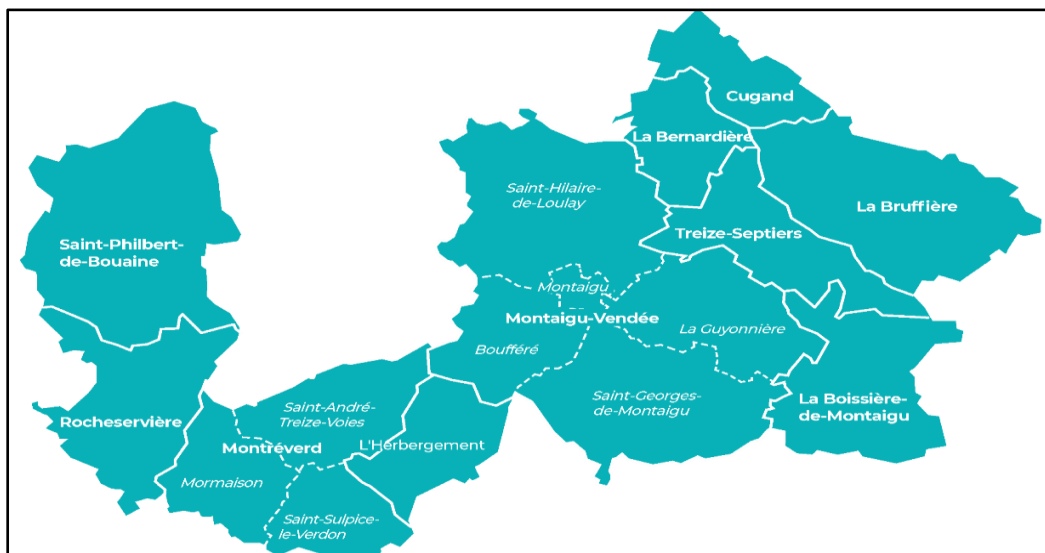 Cugand
La Bernardière
Saint-Hilaire-
de-Loulay
La Bruffière
Treize-Septiers
Saint-Philbert-
de-Bouaine
Montaigu
Montaigu-Vendée
La Guyonnière
Boufféré
Saint-Georges-
de-Montaigu
La Boissière-
de-Montaigu
Rocheservière
Saint-André-
Treize-Voies
Montréverd
L'Herbergement
Mormaison
Saint-Sulpice-
le-Verdon